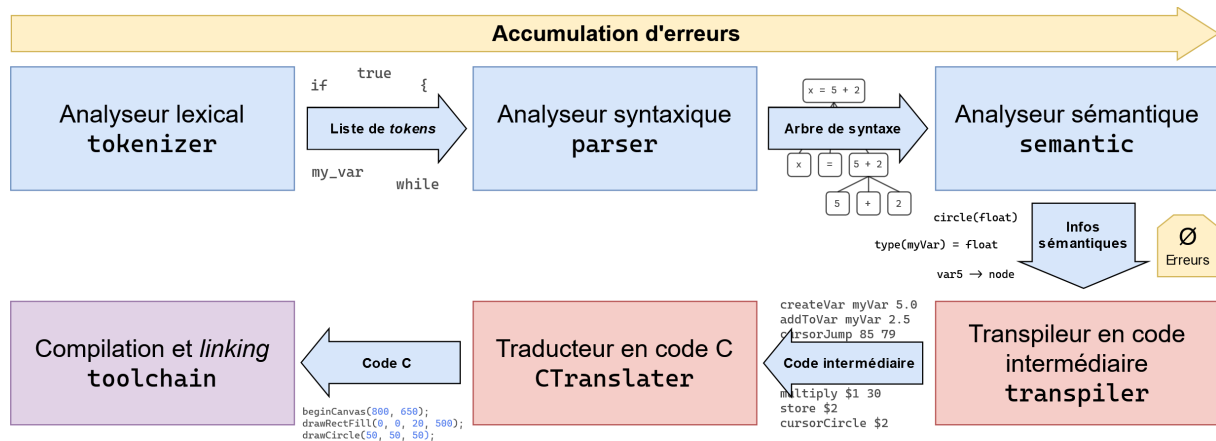 Accumulation d'erreurs
Analyseur lexical
tokenizer
if
true
{
Liste de tokens
my_var
while
Analyseur syntaxique
parser
x = 5 + 2
Arbre de syntaxe
x
=
5 + 2
5
+
2
Analyseur sémantique
semantic
circle(float)
type(myVar) = float
var5 → node
Infos
sémantiques
Ø
Erreurs
Transpileur en code
intermédiaire
transpiler
createVar myVar 5.0
addToVar myVar 2.5
cursorJump 85 79
Code intermédiaire
multiply $1 30
store $2
cursorCircle $2
Traducteur en code C
CTranslater
Code C
beginCanvas(800, 650);
drawRectFill(0, 0, 20, 500);
drawCircle(50, 50, 50);
Compilation et linking
toolchain